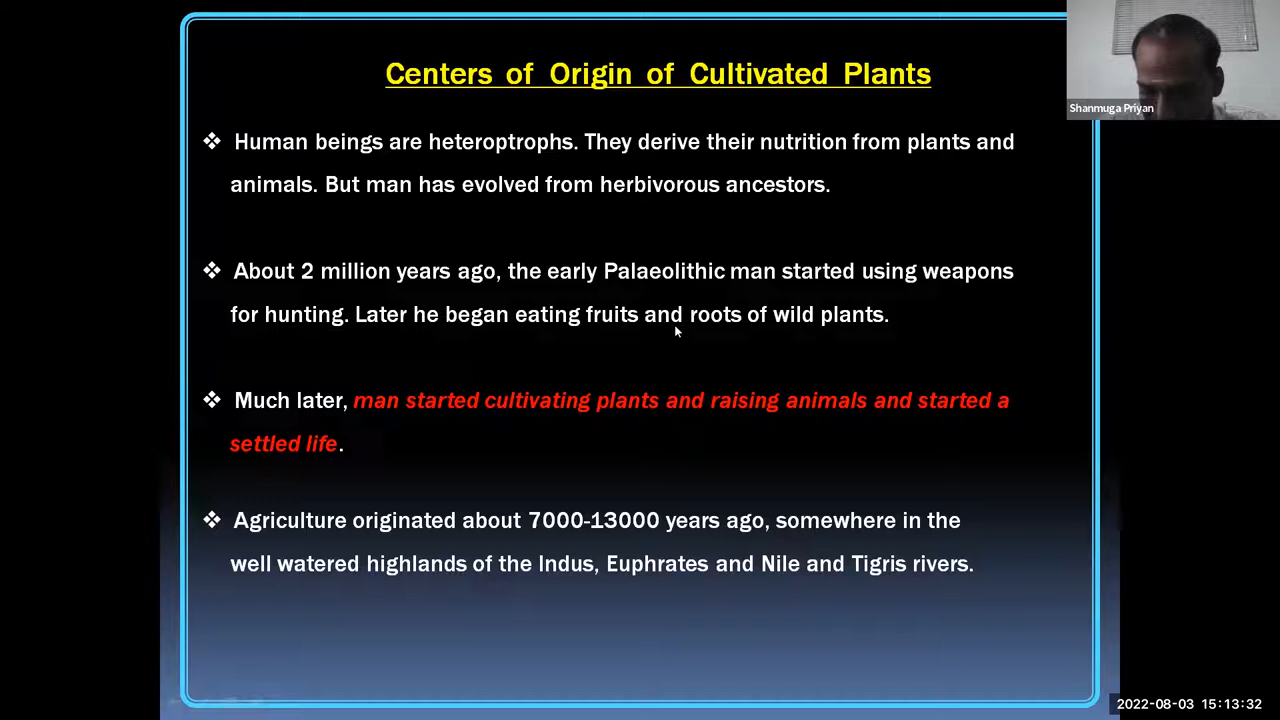 Centers of Origin of Cultivated Plants
Shanmuga Priyan
❖ Human beings are heteroptrophs. They derive their nutrition from plants and
animals. But man has evolved from herbivorous ancestors.
❖ About 2 million years ago, the early Palaeolithic man started using weapons
for hunting. Later he began eating fruits and roots of wild plants.
❖ Much later, man started cultivating plants and raising animals and started a
settled life.
❖ Agriculture originated about 7000-13000 years ago, somewhere in the
well watered highlands of the Indus, Euphrates and Nile and Tigris rivers.
2022-08-03 15:13:32